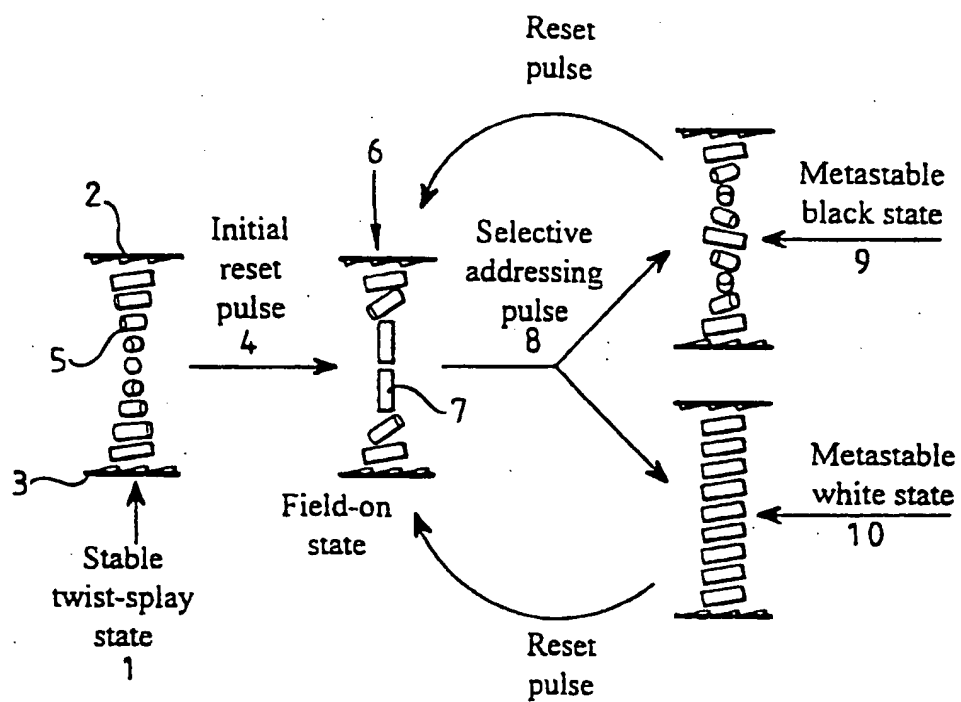 Reset
pulse
6
2
Initial
reset
pulse
4
Selective
addressing
pulse
8
Metastable
black state
9
5
7
3
Field-on
state
Metastable
white state
10
Stable
twist-splay
state
1
Reset
pulse